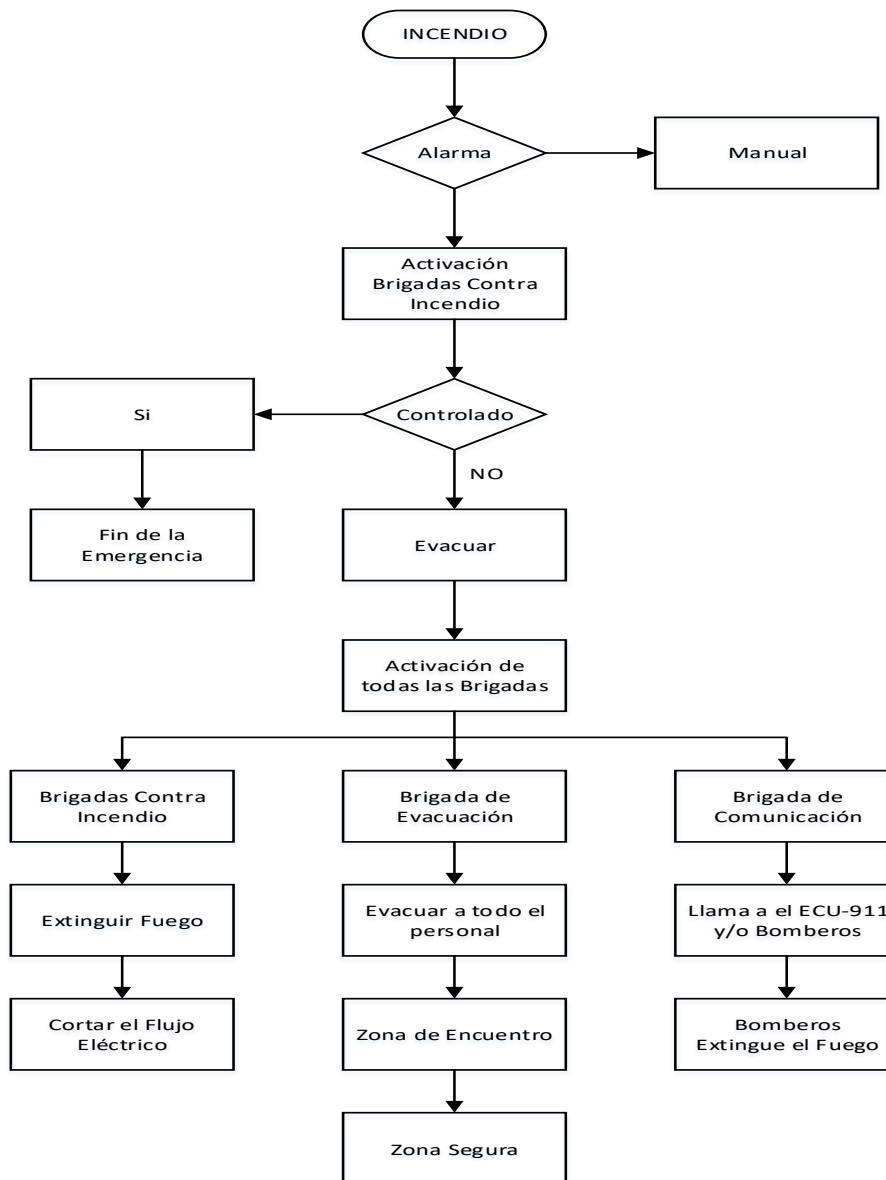 INCENDIO
Alarma
Manual
Activación
Brigadas Contra
Incendio
Si
Controlado
NO
Fin de la
Emergencia
Evacuar
Activación de
todas las Brigadas
Brigadas Contra
Incendio
Brigada de
Evacuación
Brigada de
Comunicación
Extinguir Fuego
Evacuar a todo el
personal
Llama a el ECU-911
y/o Bomberos
Cortar el Flujo
Eléctrico
Zona de Encuentro
Bomberos
Extingue el Fuego
Zona Segura